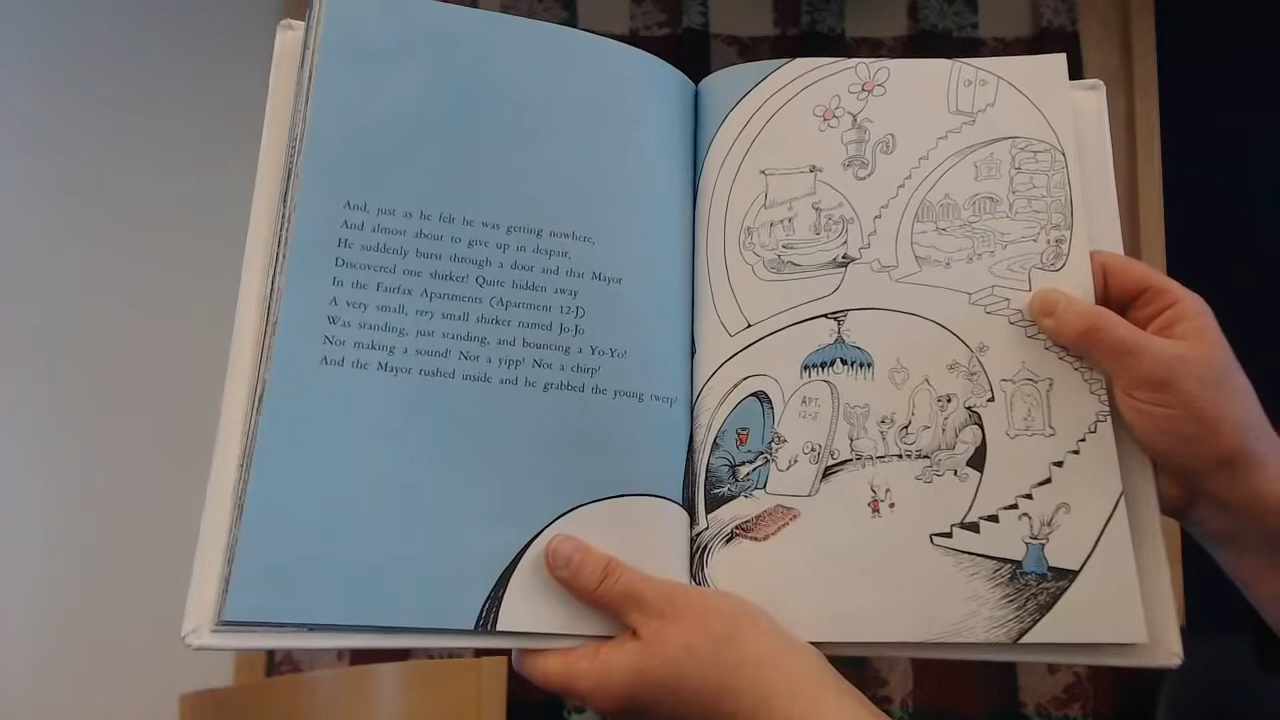 And, just as he felt he was getting nowhere,
And almost about to give up in despair,
He suddenly burst through a door and that Mayor
Discovered one shirker! Quite hidden away
In the Fairfax Apartments (Apartment 12-J)
A very small, very small shirker named Jo-Jo
Was standing, just standing, and bouncing a Yo-Yo!
Not making a sound! Not a yipp! Not a chirp!
And the Mayor rushed inside and he grabbed the young twerp!
APT.
12-J